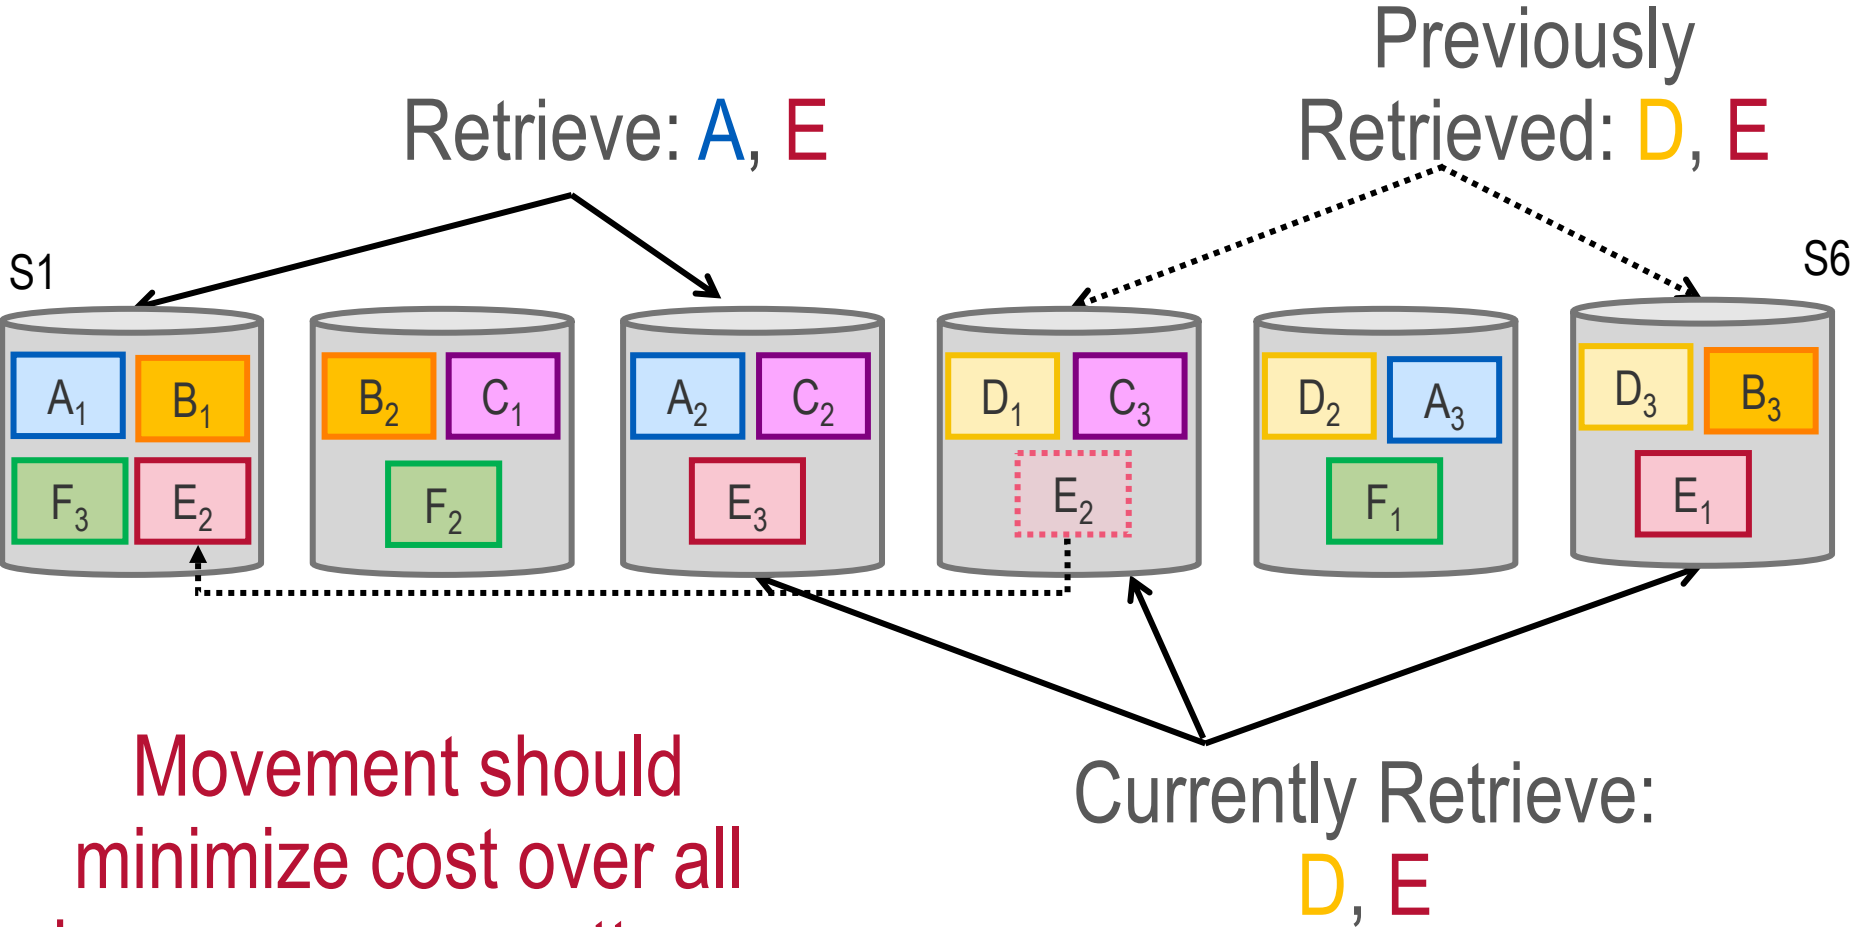 Previously
Retrieved: D, E
Retrieve: A, E
S1
S6
A1 B1
F3 E2
B2 C1
F2
A2 C2
E3
D1 C3
E2
D2 A3
F1
D3 B3
E1
Movement should
minimize cost over all
Currently Retrieve:
D, E